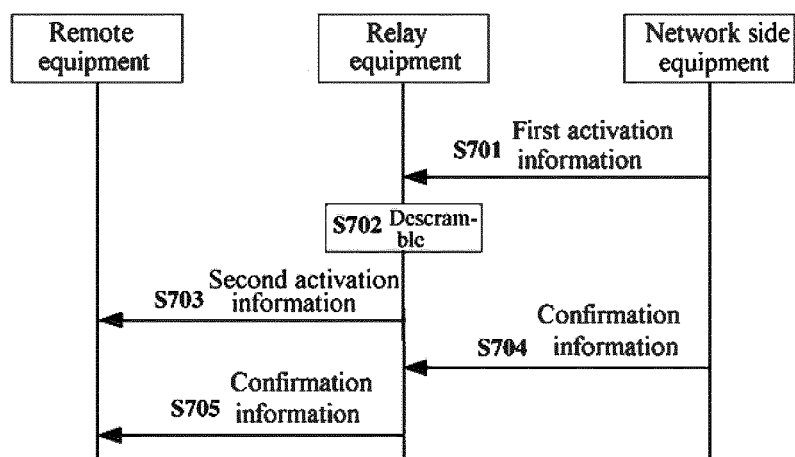 Remote
equipment
Relay
equipment
Network side
equipment
S701 First activation
information
S702 Descram-
ble
S703 Second activation
information
S704 Confirmation
information
S705 Confirmation
information